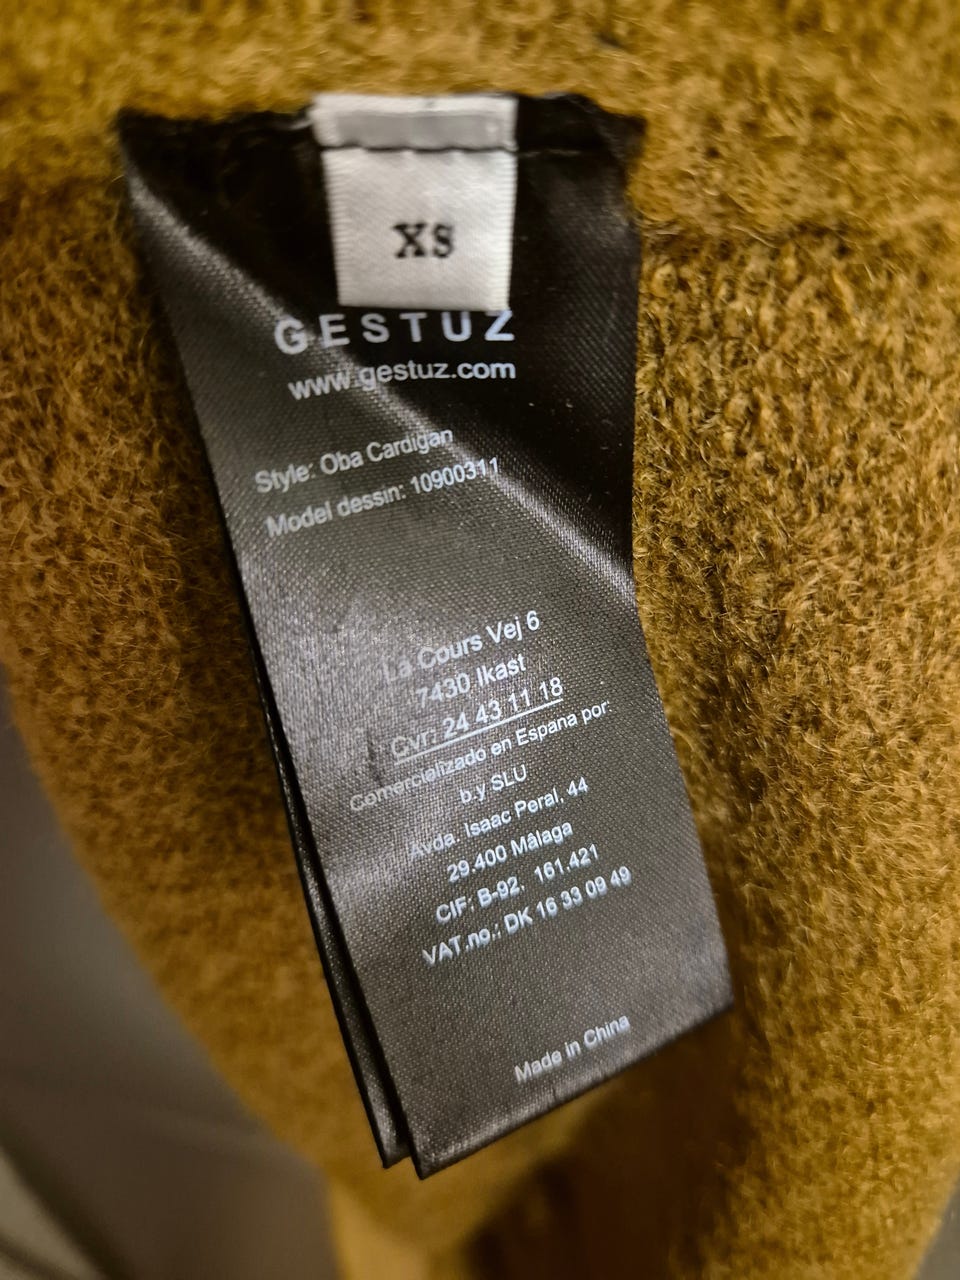 XS
GESTUZ
www.gestuz.com
Style: Oba Cardigan
Model dessin: 10900311
La Cours Vej 6
7430 Ikast
Cvr: 24 43 11 18
Comercializado en Espana por:
b.y SLU
Avda. Isaac Peral, 44
29.400 Mâlaga
CIF: B-92. 161.421
VAT.no.: DK 16 33 09 49
Made in China